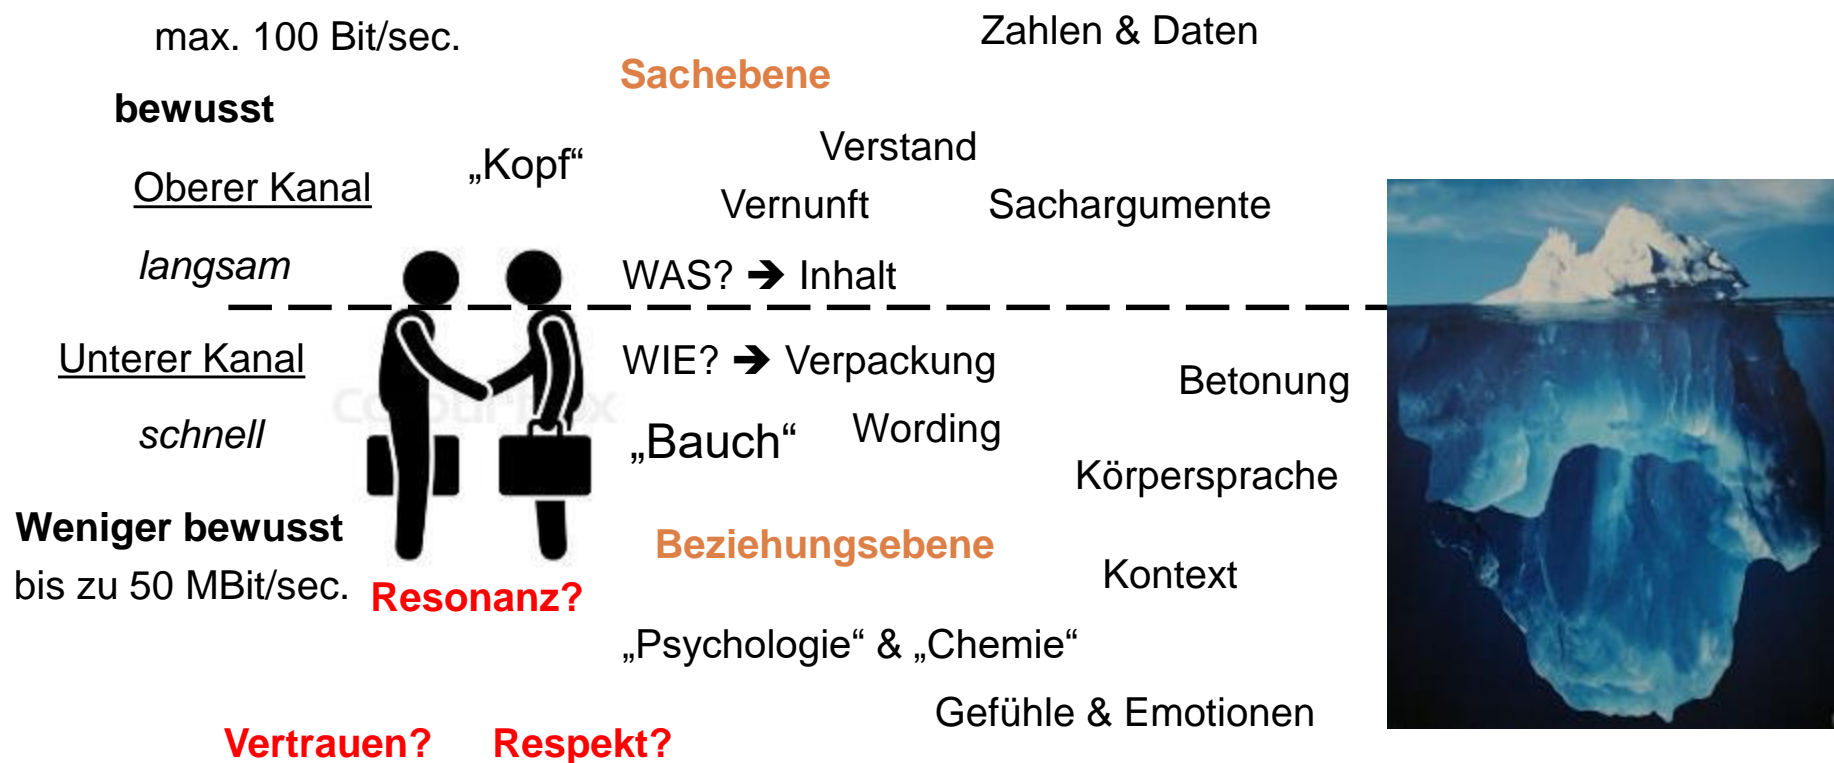 max. 100 Bit/sec.
Zahlen & Daten
Sachebene
bewusst
Verstand
„Kopf“
Oberer Kanal
Vernunft
Sachargumente
langsam
WAS? ➔ Inhalt
Unterer Kanal
WIE? ➔ Verpackung
Betonung
schnell
„Bauch“
Wording
Körpersprache
Weniger bewusst
Beziehungsebene
bis zu 50 MBit/sec.
Resonanz?
Kontext
„Psychologie“ & „Chemie“
Gefühle & Emotionen
Vertrauen?
Respekt?